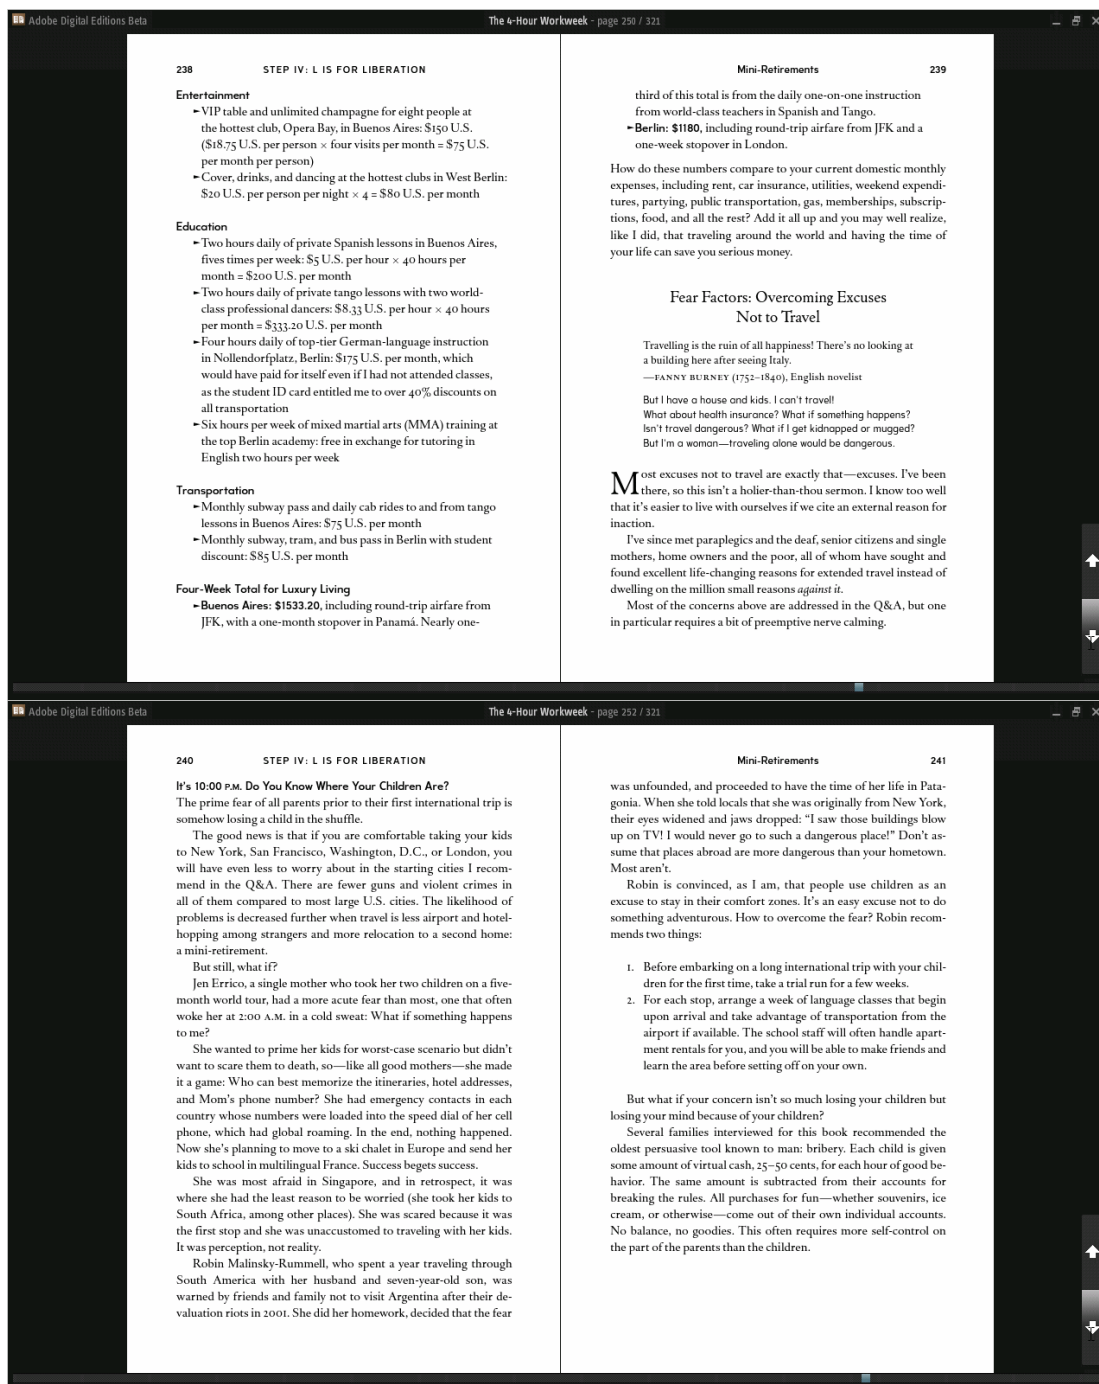 Adobe Digital Editions Beta
The 4-Hour Workweek - page 250 / 321
238 STEP IV: L IS FOR LIBERATION
Entertainment
►VIP table and unlimited champagne for eight people at
the hottest club, Opera Bay, in Buenos Aires: $150 U.S.
($18.75 U.S. per person × four visits per month = $75 U.S.
per month per person)
►Cover, drinks, and dancing at the hottest clubs in West Berlin:
$20 U.S. per person per night × 4 = $80 U.S. per month
Education
►Two hours daily of private Spanish lessons in Buenos Aires,
fives times per week: $5 U.S. per hour × 40 hours per
month = $200 U.S. per month
►Two hours daily of private tango lessons with two world-
class professional dancers: $8.33 U.S. per hour × 40 hours
per month = $333.20 U.S. per month
►Four hours daily of top-tier German-language instruction
in Nollendorfplatz, Berlin: $175 U.S. per month, which
would have paid for itself even if I had not attended classes,
as the student ID card entitled me to over 40% discounts on
all transportation
►Six hours per week of mixed martial arts (MMA) training at
the top Berlin academy: free in exchange for tutoring in
English two hours per week
Transportation
►Monthly subway pass and daily cab rides to and from tango
lessons in Buenos Aires: $75 U.S. per month
►Monthly subway, tram, and bus pass in Berlin with student
discount: $85 U.S. per month
Four-Week Total for Luxury Living
►Buenos Aires: $1533.20, including round-trip airfare from
JFK, with a one-month stopover in Panamá. Nearly one-
Mini-Retirements 239
third of this total is from the daily one-on-one instruction
from world-class teachers in Spanish and Tango.
►Berlin: $1180, including round-trip airfare from JFK and a
one-week stopover in London.
How do these numbers compare to your current domestic monthly
expenses, including rent, car insurance, utilities, weekend expendi-
tures, partying, public transportation, gas, memberships, subscrip-
tions, food, and all the rest? Add it all up and you may well realize,
like I did, that traveling around the world and having the time of
your life can save you serious money.
Fear Factors: Overcoming Excuses
Not to Travel
Travelling is the ruin of all happiness! There's no looking at
a building here after seeing Italy.
—FANNY BURNEY (1752–1840), English novelist
But I have a house and kids. I can't travel!
What about health insurance? What if something happens?
Isn't travel dangerous? What if I get kidnapped or mugged?
But I'm a woman—traveling alone would be dangerous.
Most excuses not to travel are exactly that—excuses. I've been
there, so this isn't a holier-than-thou sermon. I know too well
that it's easier to live with ourselves if we cite an external reason for
inaction.
I've since met paraplegics and the deaf, senior citizens and single
mothers, home owners and the poor, all of whom have sought and
found excellent life-changing reasons for extended travel instead of
dwelling on the million small reasons against it.
Most of the concerns above are addressed in the Q&A, but one
in particular requires a bit of preemptive nerve calming.
Adobe Digital Editions Beta
The 4-Hour Workweek - page 252 / 321
240 STEP IV: L IS FOR LIBERATION
It's 10:00 P.M. Do You Know Where Your Children Are?
The prime fear of all parents prior to their first international trip is
somehow losing a child in the shuffle.
The good news is that if you are comfortable taking your kids
to New York, San Francisco, Washington, D.C., or London, you
will have even less to worry about in the starting cities I recom-
mend in the Q&A. There are fewer guns and violent crimes in
all of them compared to most large U.S. cities. The likelihood of
problems is decreased further when travel is less airport and hotel-
hopping among strangers and more relocation to a second home:
a mini-retirement.
But still, what if?
Jen Errico, a single mother who took her two children on a five-
month world tour, had a more acute fear than most, one that often
woke her at 2:00 A.M. in a cold sweat: What if something happens
to me?
She wanted to prime her kids for worst-case scenario but didn't
want to scare them to death, so—like all good mothers—she made
it a game: Who can best memorize the itineraries, hotel addresses,
and Mom's phone number? She had emergency contacts in each
country whose numbers were loaded into the speed dial of her cell
phone, which had global roaming. In the end, nothing happened.
Now she's planning to move to a ski chalet in Europe and send her
kids to school in multilingual France. Success begets success.
She was most afraid in Singapore, and in retrospect, it was
where she had the least reason to be worried (she took her kids to
South Africa, among other places). She was scared because it was
the first stop and she was unaccustomed to traveling with her kids.
It was perception, not reality.
Robin Malinsky-Rummell, who spent a year traveling through
South America with her husband and seven-year-old son, was
warned by friends and family not to visit Argentina after their de-
valuation riots in 2001. She did her homework, decided that the fear
Mini-Retirements 241
was unfounded, and proceeded to have the time of her life in Pata-
gonia. When she told locals that she was originally from New York,
their eyes widened and jaws dropped: "I saw those buildings blow
up on TV! I would never go to such a dangerous place!" Don't as-
sume that places abroad are more dangerous than your hometown.
Most aren't.
Robin is convinced, as I am, that people use children as an
excuse to stay in their comfort zones. It's an easy excuse not to do
something adventurous. How to overcome the fear? Robin recom-
mends two things:
1. Before embarking on a long international trip with your chil-
dren for the first time, take a trial run for a few weeks.
2. For each stop, arrange a week of language classes that begin
upon arrival and take advantage of transportation from the
airport if available. The school staff will often handle apart-
ment rentals for you, and you will be able to make friends and
learn the area before setting off on your own.
But what if your concern isn't so much losing your children but
losing your mind because of your children?
Several families interviewed for this book recommended the
oldest persuasive tool known to man: bribery. Each child is given
some amount of virtual cash, 25–50 cents, for each hour of good be-
havior. The same amount is subtracted from their accounts for
breaking the rules. All purchases for fun—whether souvenirs, ice
cream, or otherwise—come out of their own individual accounts.
No balance, no goodies. This often requires more self-control on
the part of the parents than the children.